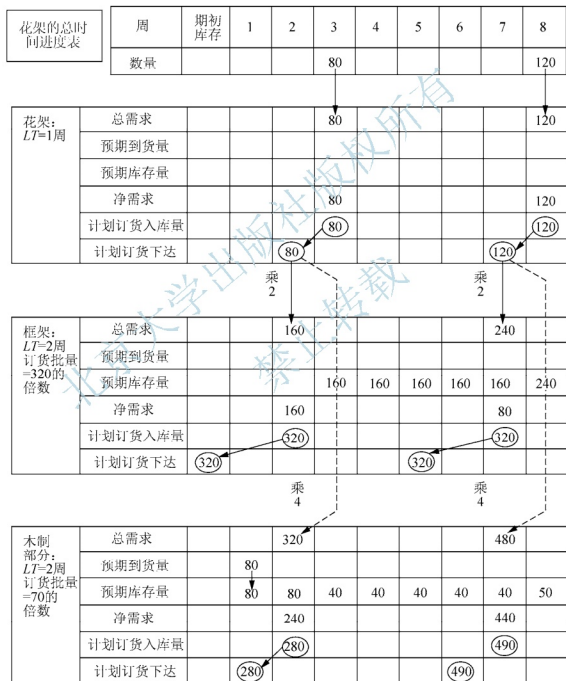 花架的总时
间进度表
周 期初库存 1 2 3 4 5 6 7 8
数量 80 120
花架：
LT=1周
总需求 80 120
预期到货量
预期库存量
净需求 80 120
计划订货入库量 80 120
计划订货下达 80 120
乘2 乘2
框架：
LT=2周
订货批量
=320的
倍数
总需求 160 240
预期到货量
预期库存量 160 160 160 160 160 240
净需求 160 80
计划订货入库量 320 320
计划订货下达 320 320
乘4 乘4
木制
部分：
LT=2周
订货批量
=70的
倍数
总需求 320 480
预期到货量 80
预期库存量 80 80 40 40 40 40 40 50
净需求 240 440
计划订货入库量 280 490
计划订货下达 280 490
北京大学出版社版权所有
禁止转载